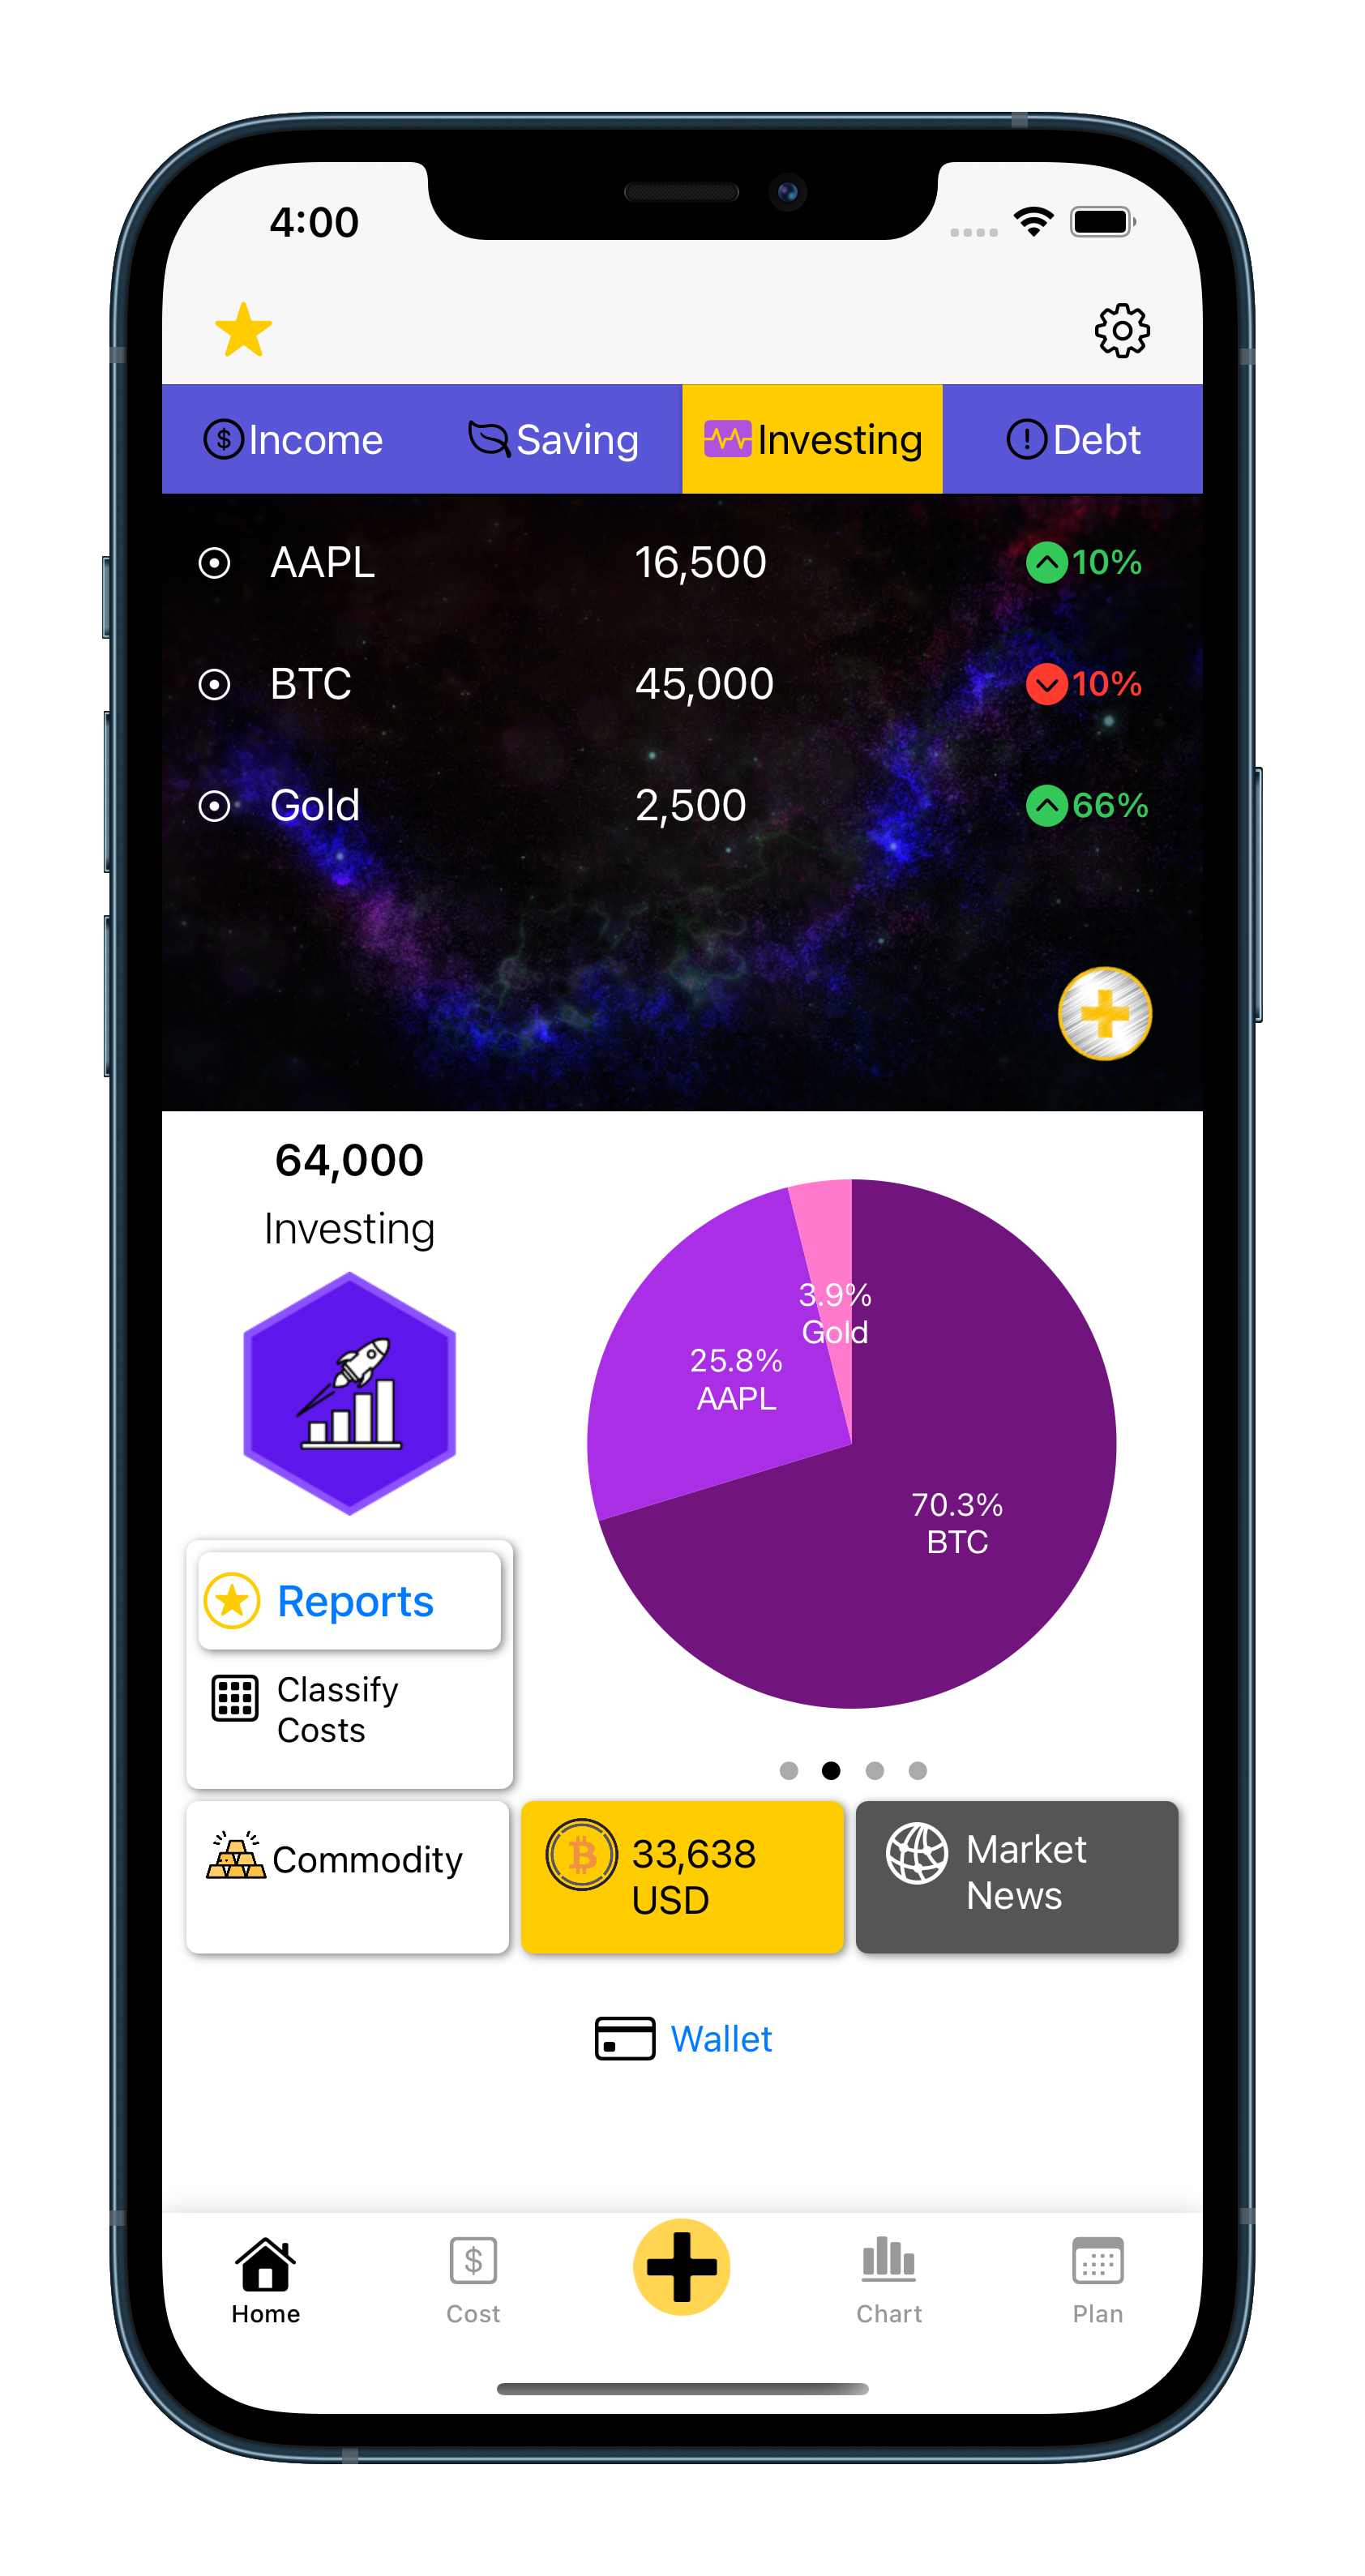 4:00
Income Saving Investing Debt
AAPL 16,500 10%
BTC 45,000 10%
Gold 2,500 66%
64,000
Investing
3.9%
Gold
25.8%
AAPL
70.3%
BTC
Reports
Classify
Costs
Commodity
33,638
USD
Market
News
Wallet
Home Cost Chart Plan